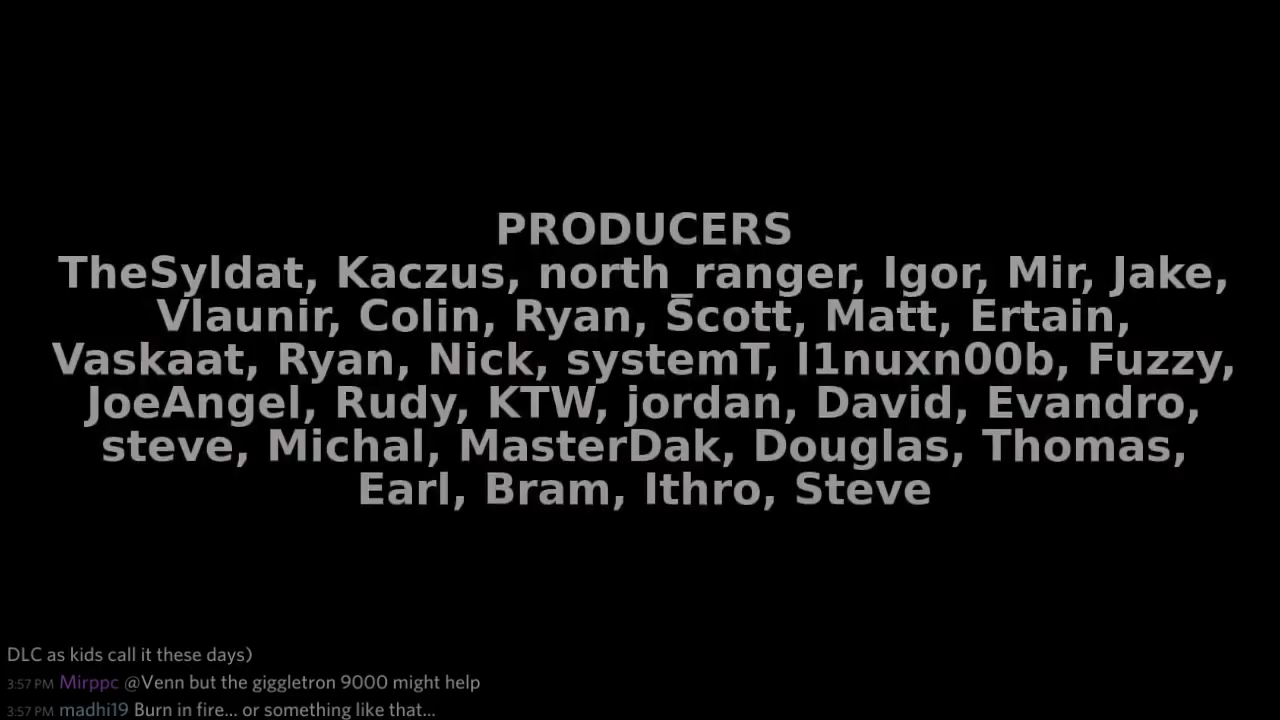 PRODUCERS
TheSyldat, Kaczus, north_ranger, Igor, Mir, Jake,
Vlaunir, Colin, Ryan, Scott, Matt, Ertain,
Vaskaat, Ryan, Nick, systemT, l1nuxn00b, Fuzzy,
JoeAngel, Rudy, KTW, jordan, David, Evandro,
steve, Michal, MasterDak, Douglas, Thomas,
Earl, Bram, Ithro, Steve
DLC as kids call it these days)
3:57 PM Mirppc @Venn but the giggletron 9000 might help
3:57 PM madhi19 Burn in fire... or something like that...